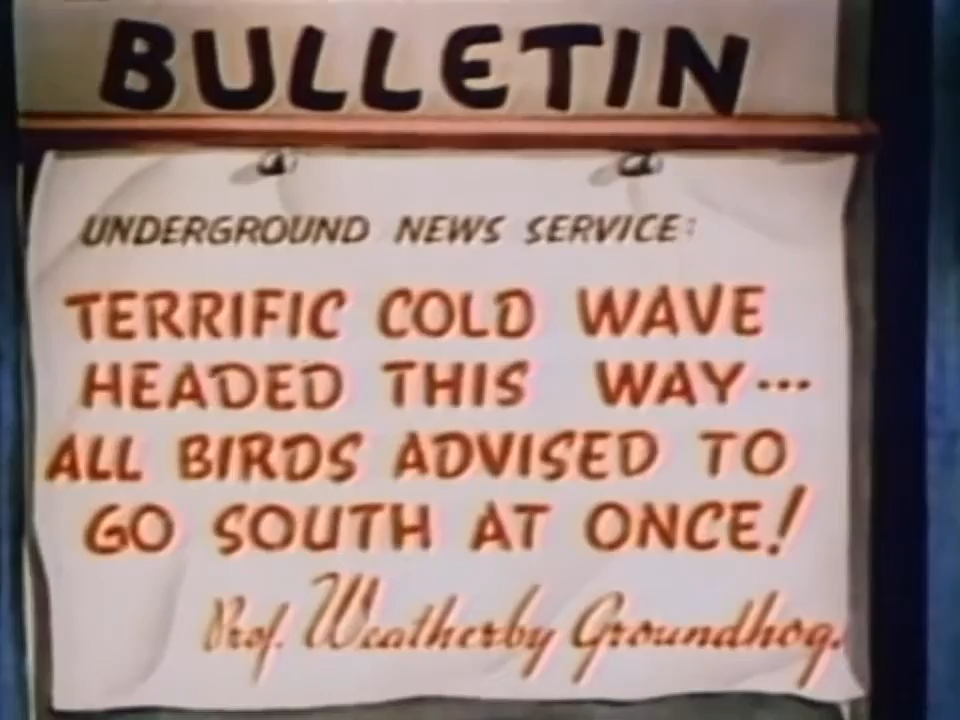 BULLETIN
UNDERGROUND NEWS SERVICE:
TERRIFIC COLD WAVE
HEADED THIS WAY...
ALL BIRDS ADVISED TO
GO SOUTH AT ONCE!
Prof. Weatherby Groundhog.